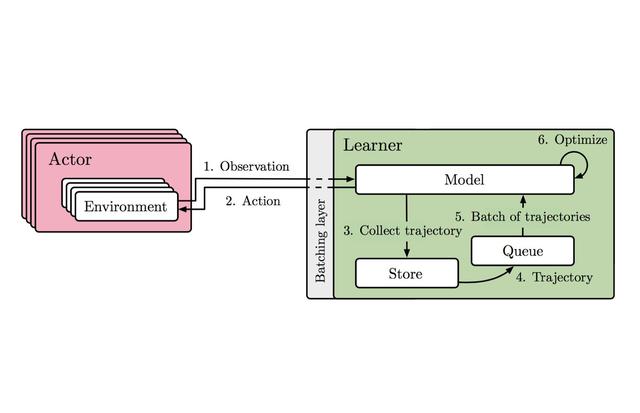 Actor
Environment
1. Observation
2. Action
Batching layer
Learner
6. Optimize
Model
3. Collect trajectory
5. Batch of trajectories
Queue
Store
4. Trajectory